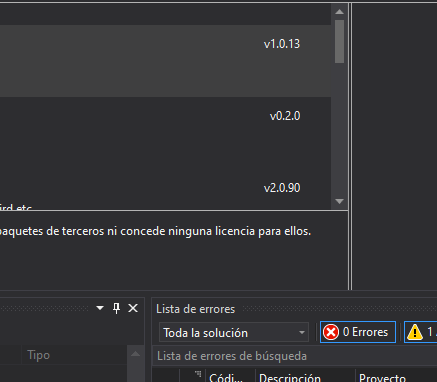 v1.0.13
v0.2.0
v2.0.90
ird etc
paquetes de terceros ni concede ninguna licencia para ellos.
Lista de errores
Toda la solución
0 Errores
1
Tipo
Lista de errores de búsqueda
Códi...
Descripción
Proyecto